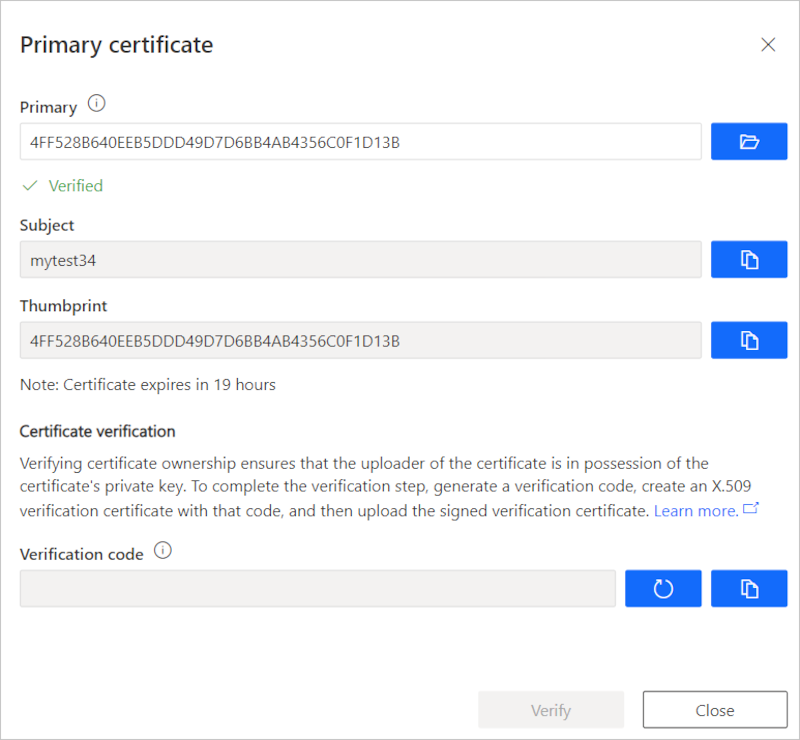 Primary certificate
Primary
4FF528B640EEB5DDD49D7D6BB4AB4356C0F1D13B
Verified
Subject
mytest34
Thumbprint
4FF528B640EEB5DDD49D7D6BB4AB4356C0F1D13B
Note: Certificate expires in 19 hours
Certificate verification
Verifying certificate ownership ensures that the uploader of the certificate is in possession of the
certificate's private key. To complete the verification step, generate a verification code, create an X.509
verification certificate with that code, and then upload the signed verification certificate. Learn more.
Verification code
Verify
Close